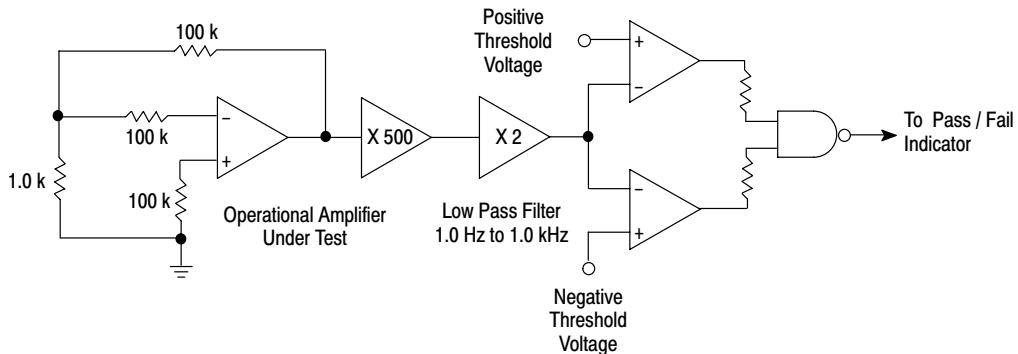 100 k
Positive
Threshold
Voltage
+
−
100 k
−
+
X 500
X 2
To Pass / Fail
Indicator
1.0 k
100 k
Operational Amplifier
Under Test
Low Pass Filter
1.0 Hz to 1.0 kHz
−
+
Negative
Threshold
Voltage